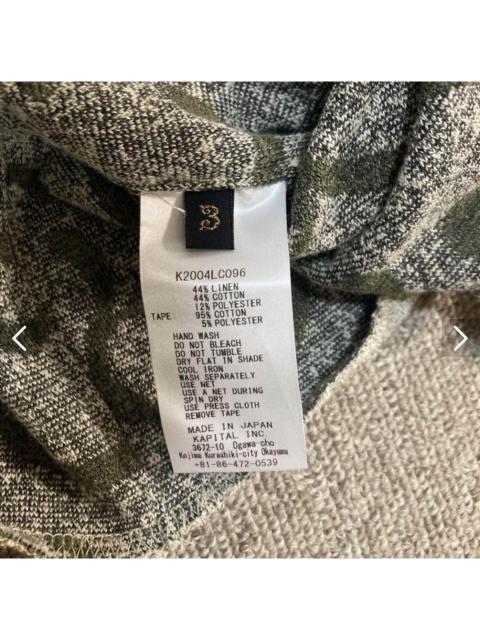 3
K2004LC096
44% LINEN
44% COTTON
12% POLYESTER
TAPE: 95% COTTON
5% POLYESTER
HAND WASH
DO NOT BLEACH
DO NOT TUMBLE
DRY FLAT IN SHADE
COOL IRON
WASH SEPARATELY
USE NET
USE A NET DURING
SPIN DRY
USE PRESS CLOTH
REMOVE TAPE
MADE IN JAPAN
KAPITAL INC.
3672-10 Ogawa-cho
Kojima Kurashiki-city Okayama
+81-86-472-0539